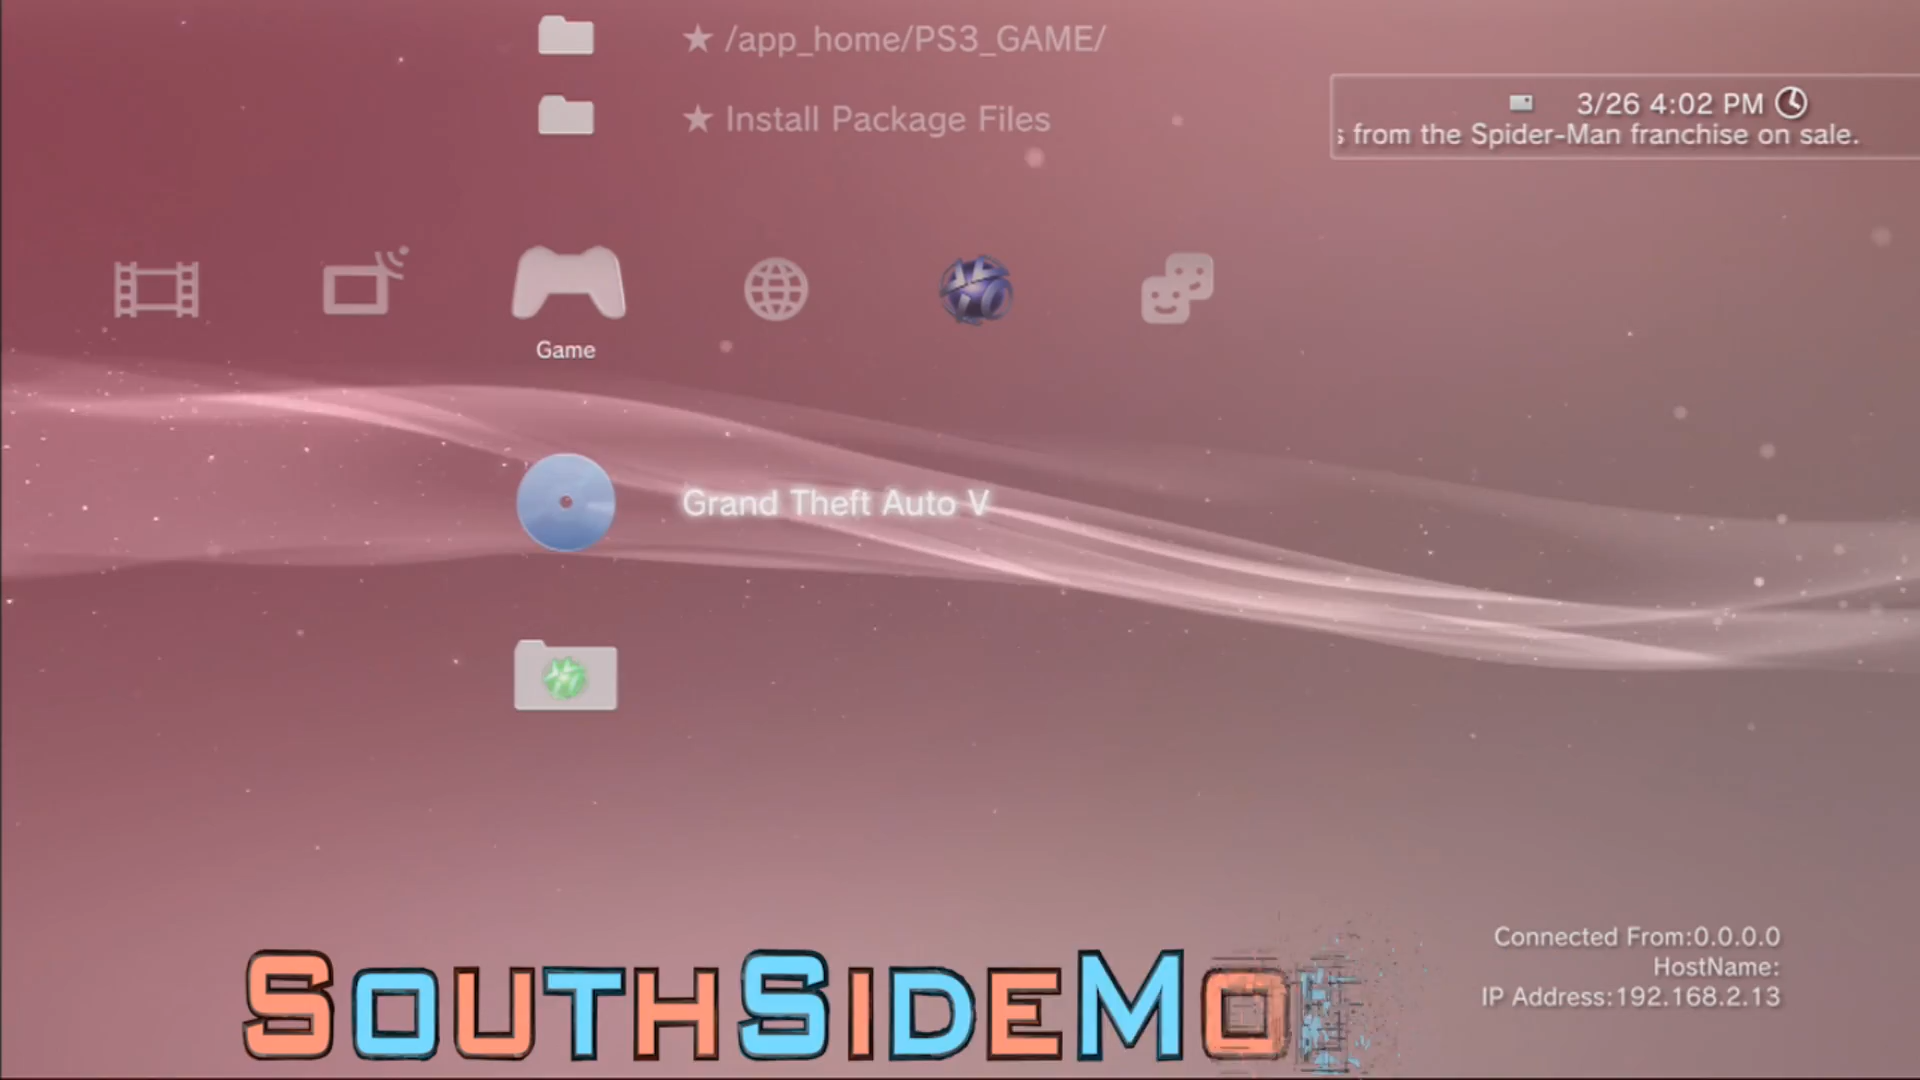 ★ /app_home/PS3_GAME/
★ Install Package Files
3/26 4:02 PM
s from the Spider-Man franchise on sale.
Game
Grand Theft Auto V
Connected From:0.0.0.0
HostName:
IP Address:192.168.2.13
SOUTHSIDEMO